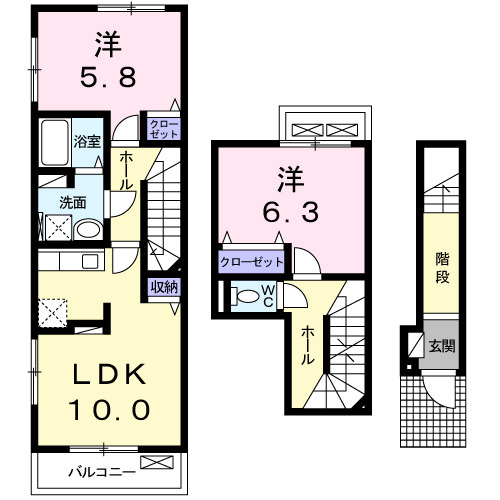 洋
5.8
クローゼット
浴室
ホール
洗面
収納
LDK
10.0
バルコニー
洋
6.3
クローゼット
WC
ホール
階段
玄関